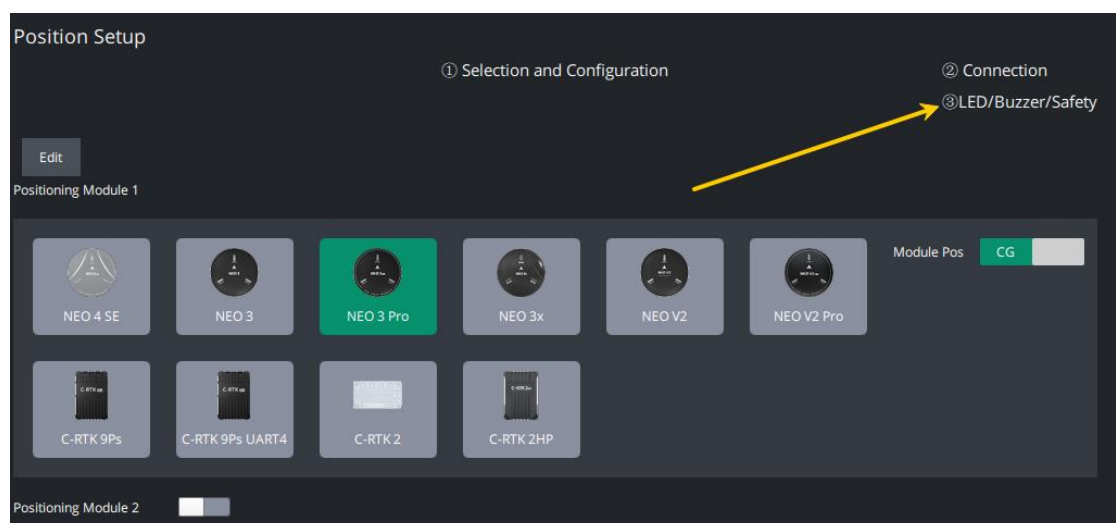 Position Setup
① Selection and Configuration
② Connection
③LED/Buzzer/Safety
Edit
Positioning Module 1
Module Pos CG
NEO 4 SE
NEO 3
NEO 3 Pro
NEO 3x
NEO V2
NEO V2 Pro
C-RTK 9Ps
C-RTK 9Ps UART4
C-RTK 2
C-RTK 2HP
Positioning Module 2